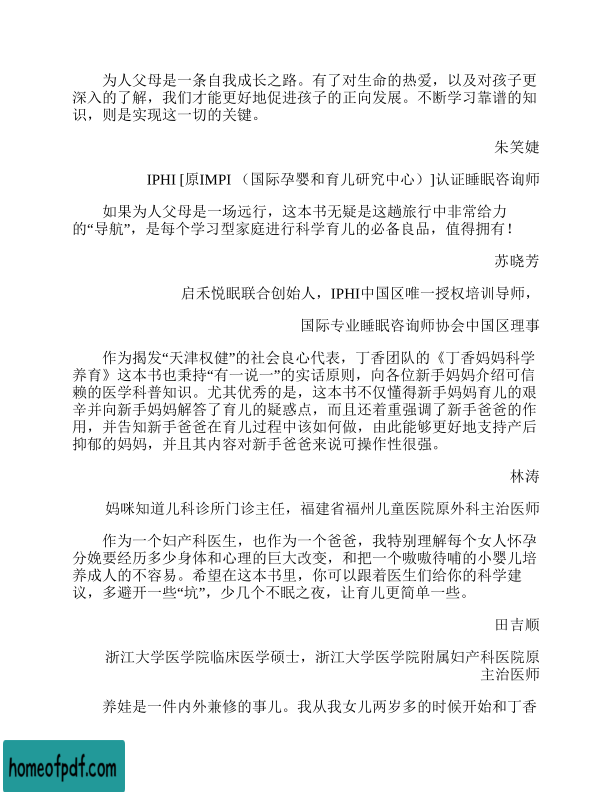 为人父母是一条自我成长之路。有了对生命的热爱，以及对孩子更
深入的了解，我们才能更好地促进孩子的正向发展。不断学习靠谱的知
识，则是实现这一切的关键。
朱笑婕
IPHI [原IMPI （国际孕婴和育儿研究中心）]认证睡眠咨询师
如果为人父母是一场远行，这本书无疑是这趟旅行中非常给力
的“导航”，是每个学习型家庭进行科学育儿的必备良品，值得拥有！
苏晓芳
启禾悦眠联合创始人，IPHI中国区唯一授权培训导师，
国际专业睡眠咨询师协会中国区理事
作为揭发“天津权健”的社会良心代表，丁香团队的《丁香妈妈科学
养育》这本书也秉持“有一说一”的实话原则，向各位新手妈妈介绍可信
赖的医学科普知识。尤其优秀的是，这本书不仅懂得新手妈妈育儿的艰
辛并向新手妈妈解答了育儿的疑惑点，而且还着重强调了新手爸爸的作
用，并告知新手爸爸在育儿过程中该如何做，由此能够更好地支持产后
抑郁的妈妈，并且其内容对新手爸爸来说可操作性很强。
林涛
妈咪知道儿科诊所门诊主任，福建省福州儿童医院原外科主治医师
作为一个妇产科医生，也作为一个爸爸，我特别理解每个女人怀孕
分娩要经历多少身体和心理的巨大改变，和把一个嗷嗷待哺的小婴儿培
养成人的不容易。希望在这本书里，你可以跟着医生们给你的科学建
议，多避开一些“坑”，少几个不眠之夜，让育儿更简单一些。
田吉顺
浙江大学医学院临床医学硕士，浙江大学医学院附属妇产科医院原
主治医师
养娃是一件内外兼修的事儿。我从我女儿两岁多的时候开始和丁香
homeofpdf.com